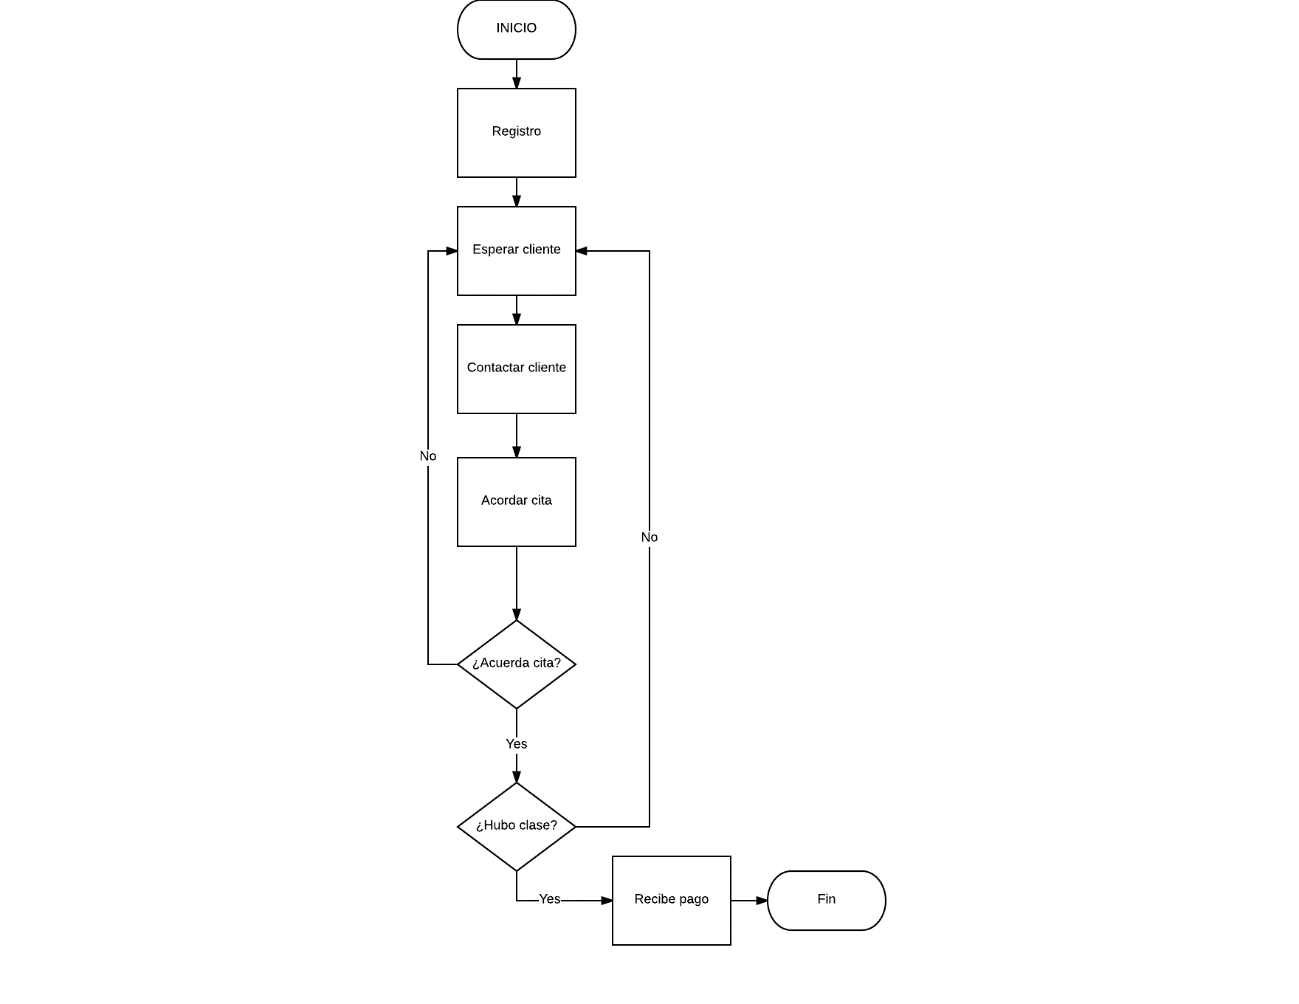 INICIO
Registro
Esperar cliente
Contactar cliente
No
Acordar cita
No
¿Acuerda cita?
Yes
¿Hubo clase?
Yes
Recibe pago
Fin